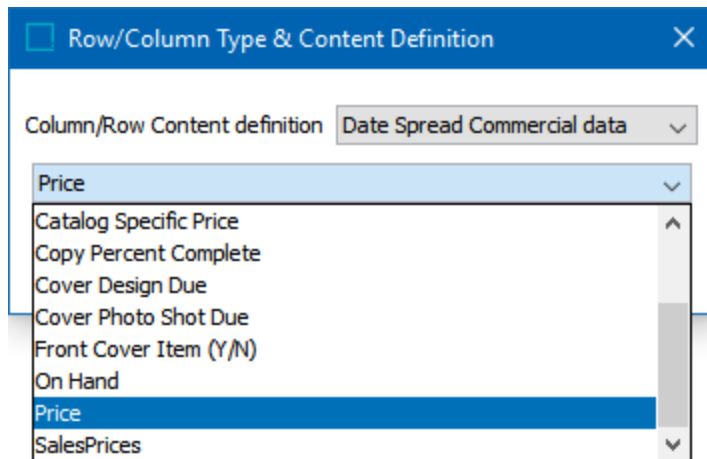 Row/Column Type & Content Definition
Column/Row Content definition Date Spread Commercial data
Price
Catalog Specific Price
Copy Percent Complete
Cover Design Due
Cover Photo Shot Due
Front Cover Item (Y/N)
On Hand
Price
SalesPrices